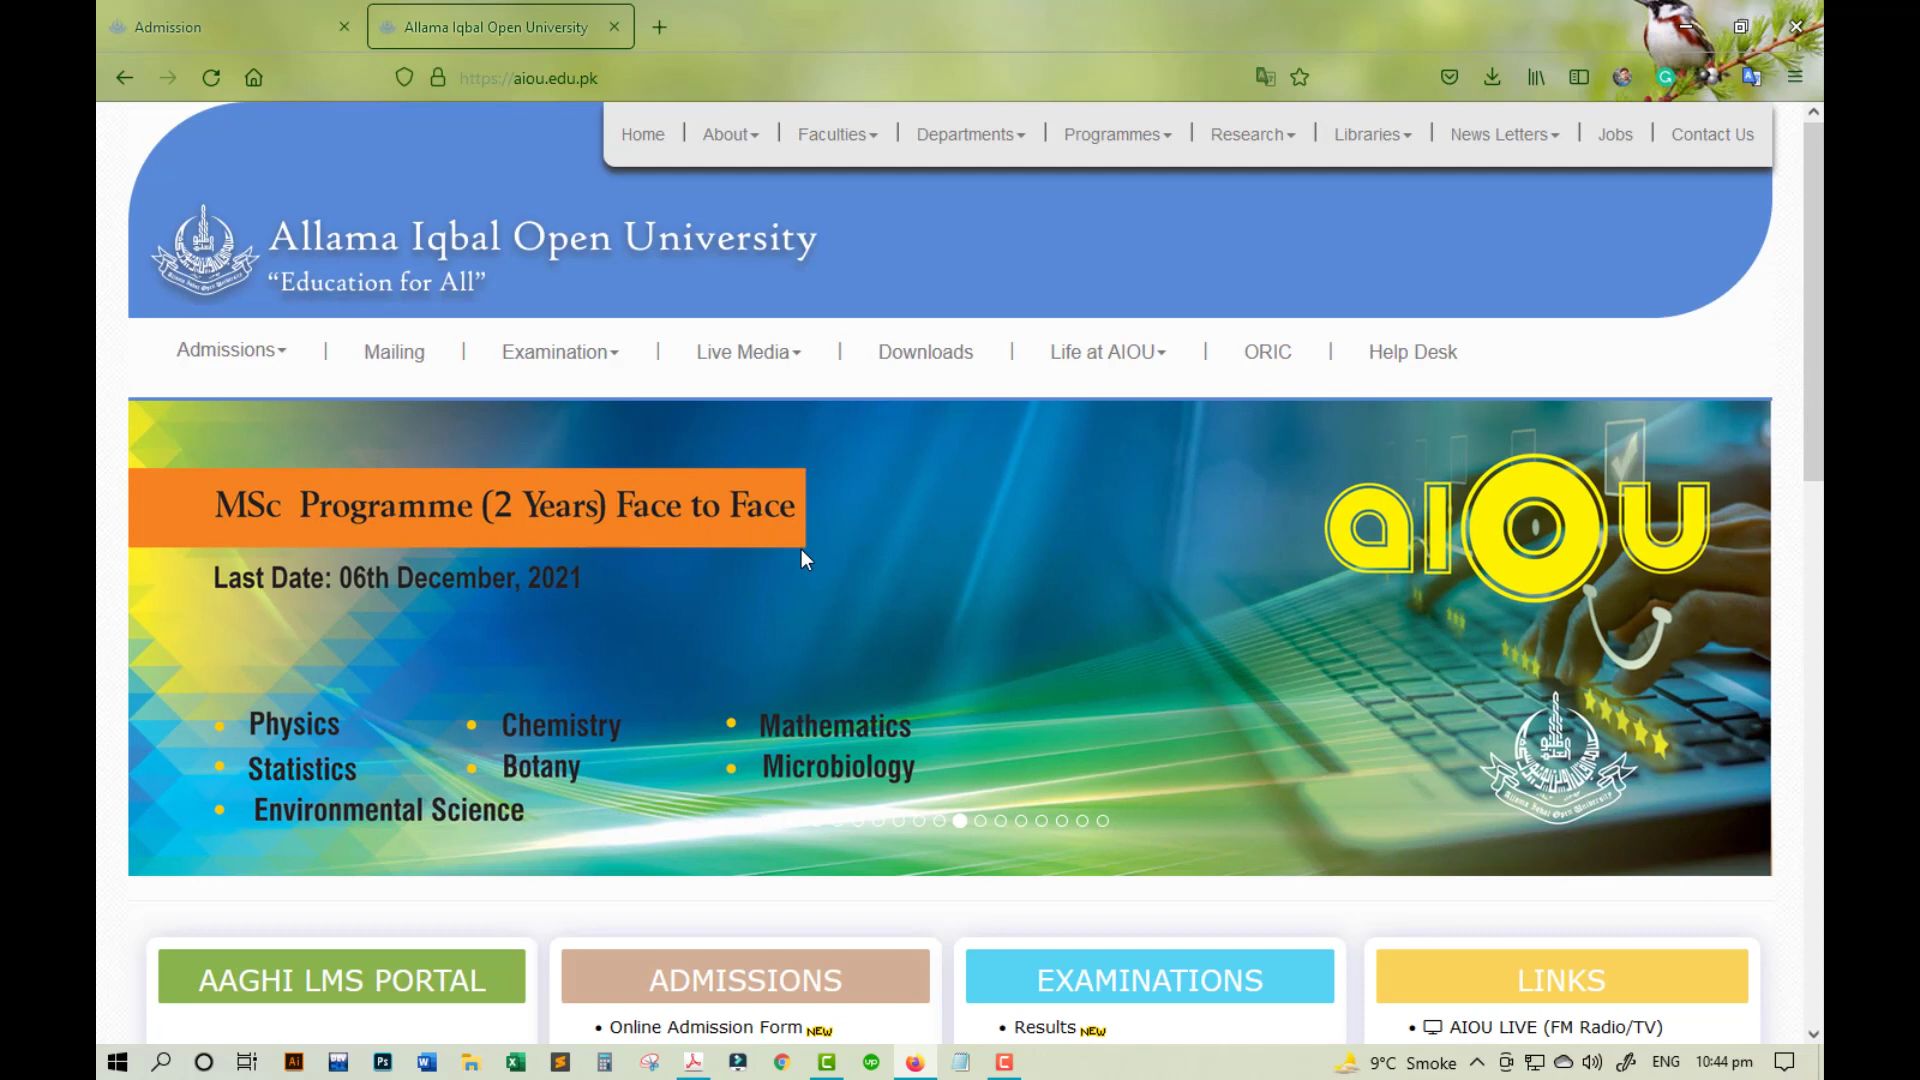 Admission
Allama Iqbal Open University
https://aiou.edu.pk
Home | About | Faculties | Departments | Programmes | Research | Libraries | News Letters | Jobs | Contact Us
Allama Iqbal Open University
“Education for All”
Admissions | Mailing | Examination | Live Media | Downloads | Life at AIOU | ORIC | Help Desk
MSc Programme (2 Years) Face to Face
Last Date: 06th December, 2021
aIOU
• Physics • Chemistry • Mathematics
• Statistics • Botany • Microbiology
• Environmental Science
Allama Iqbal Open University
AAGHI LMS PORTAL
ADMISSIONS
• Online Admission Form NEW
EXAMINATIONS
• Results NEW
LINKS
• AIOU LIVE (FM Radio/TV)
9°C Smoke ENG 10:44 pm